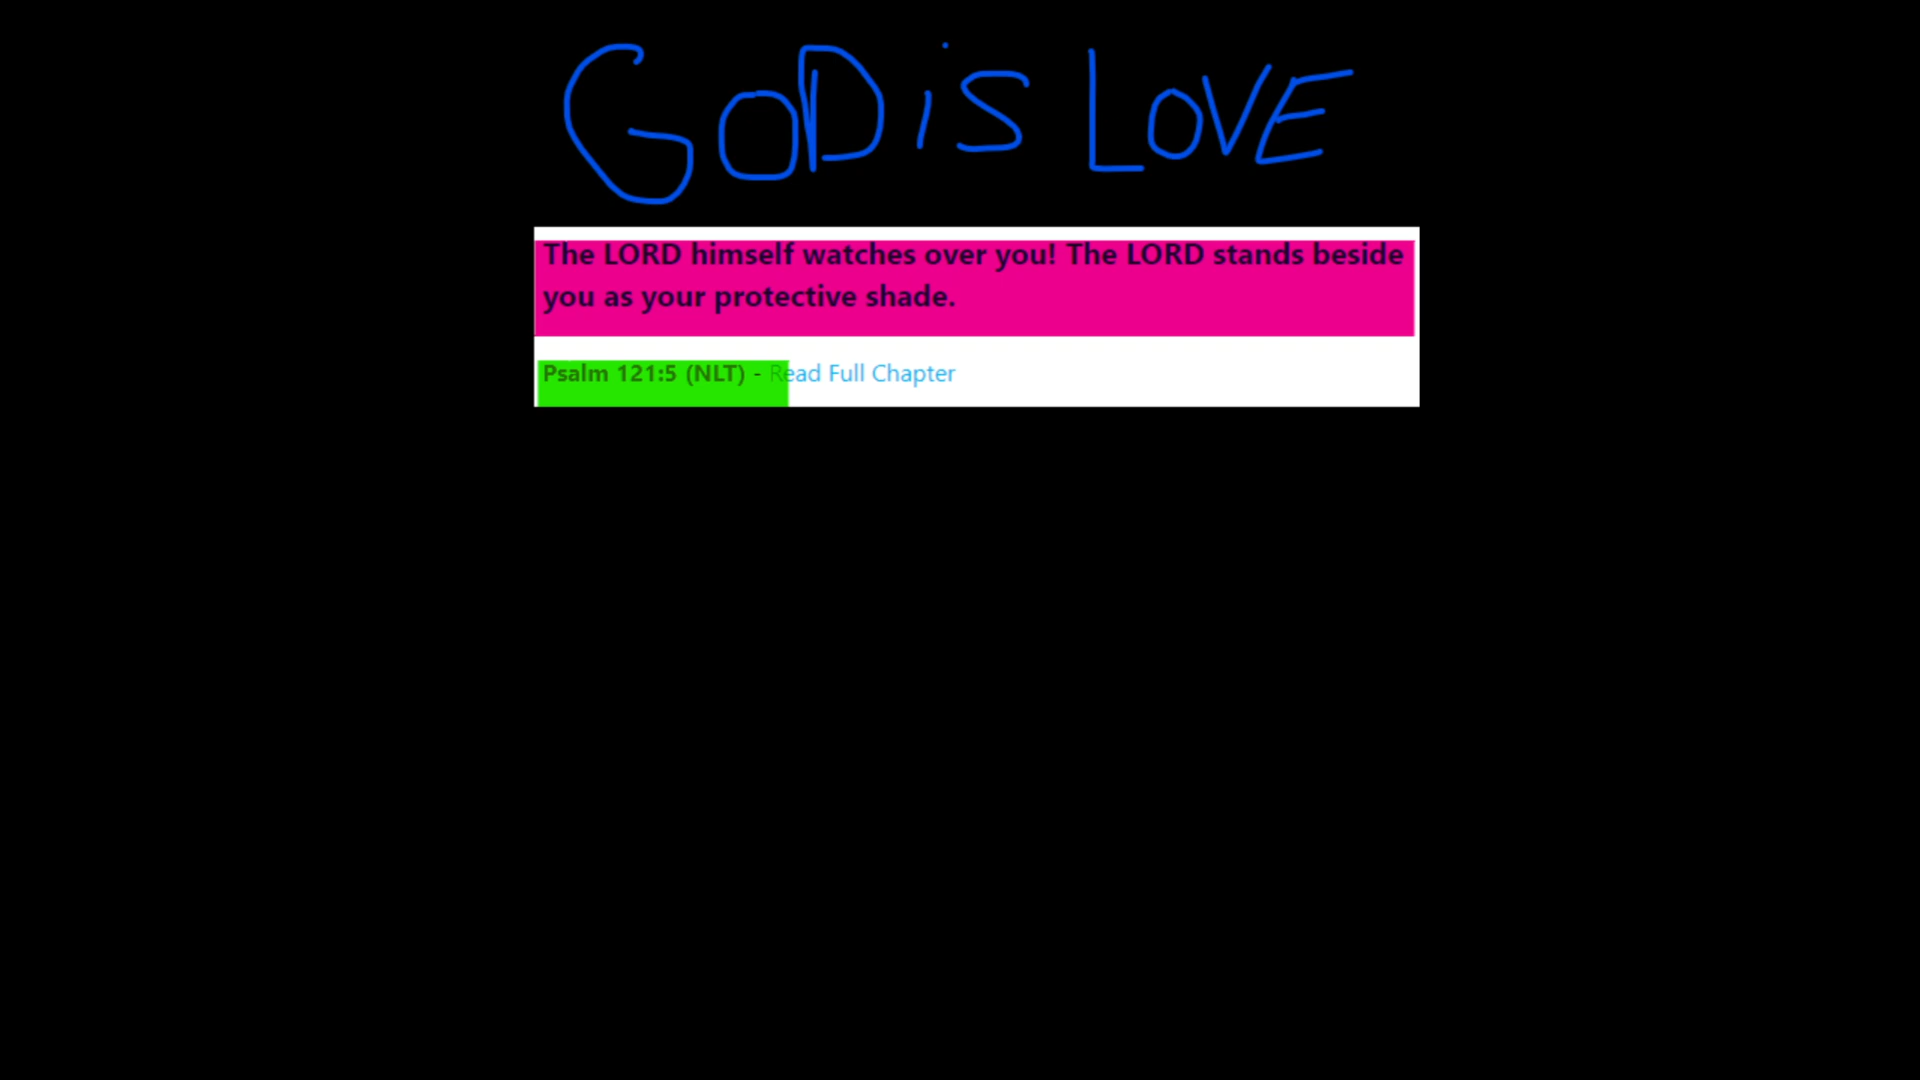 GOD iS LOVE
The LORD himself watches over you! The LORD stands beside
you as your protective shade.
Psalm 121:5 (NLT) - Read Full Chapter